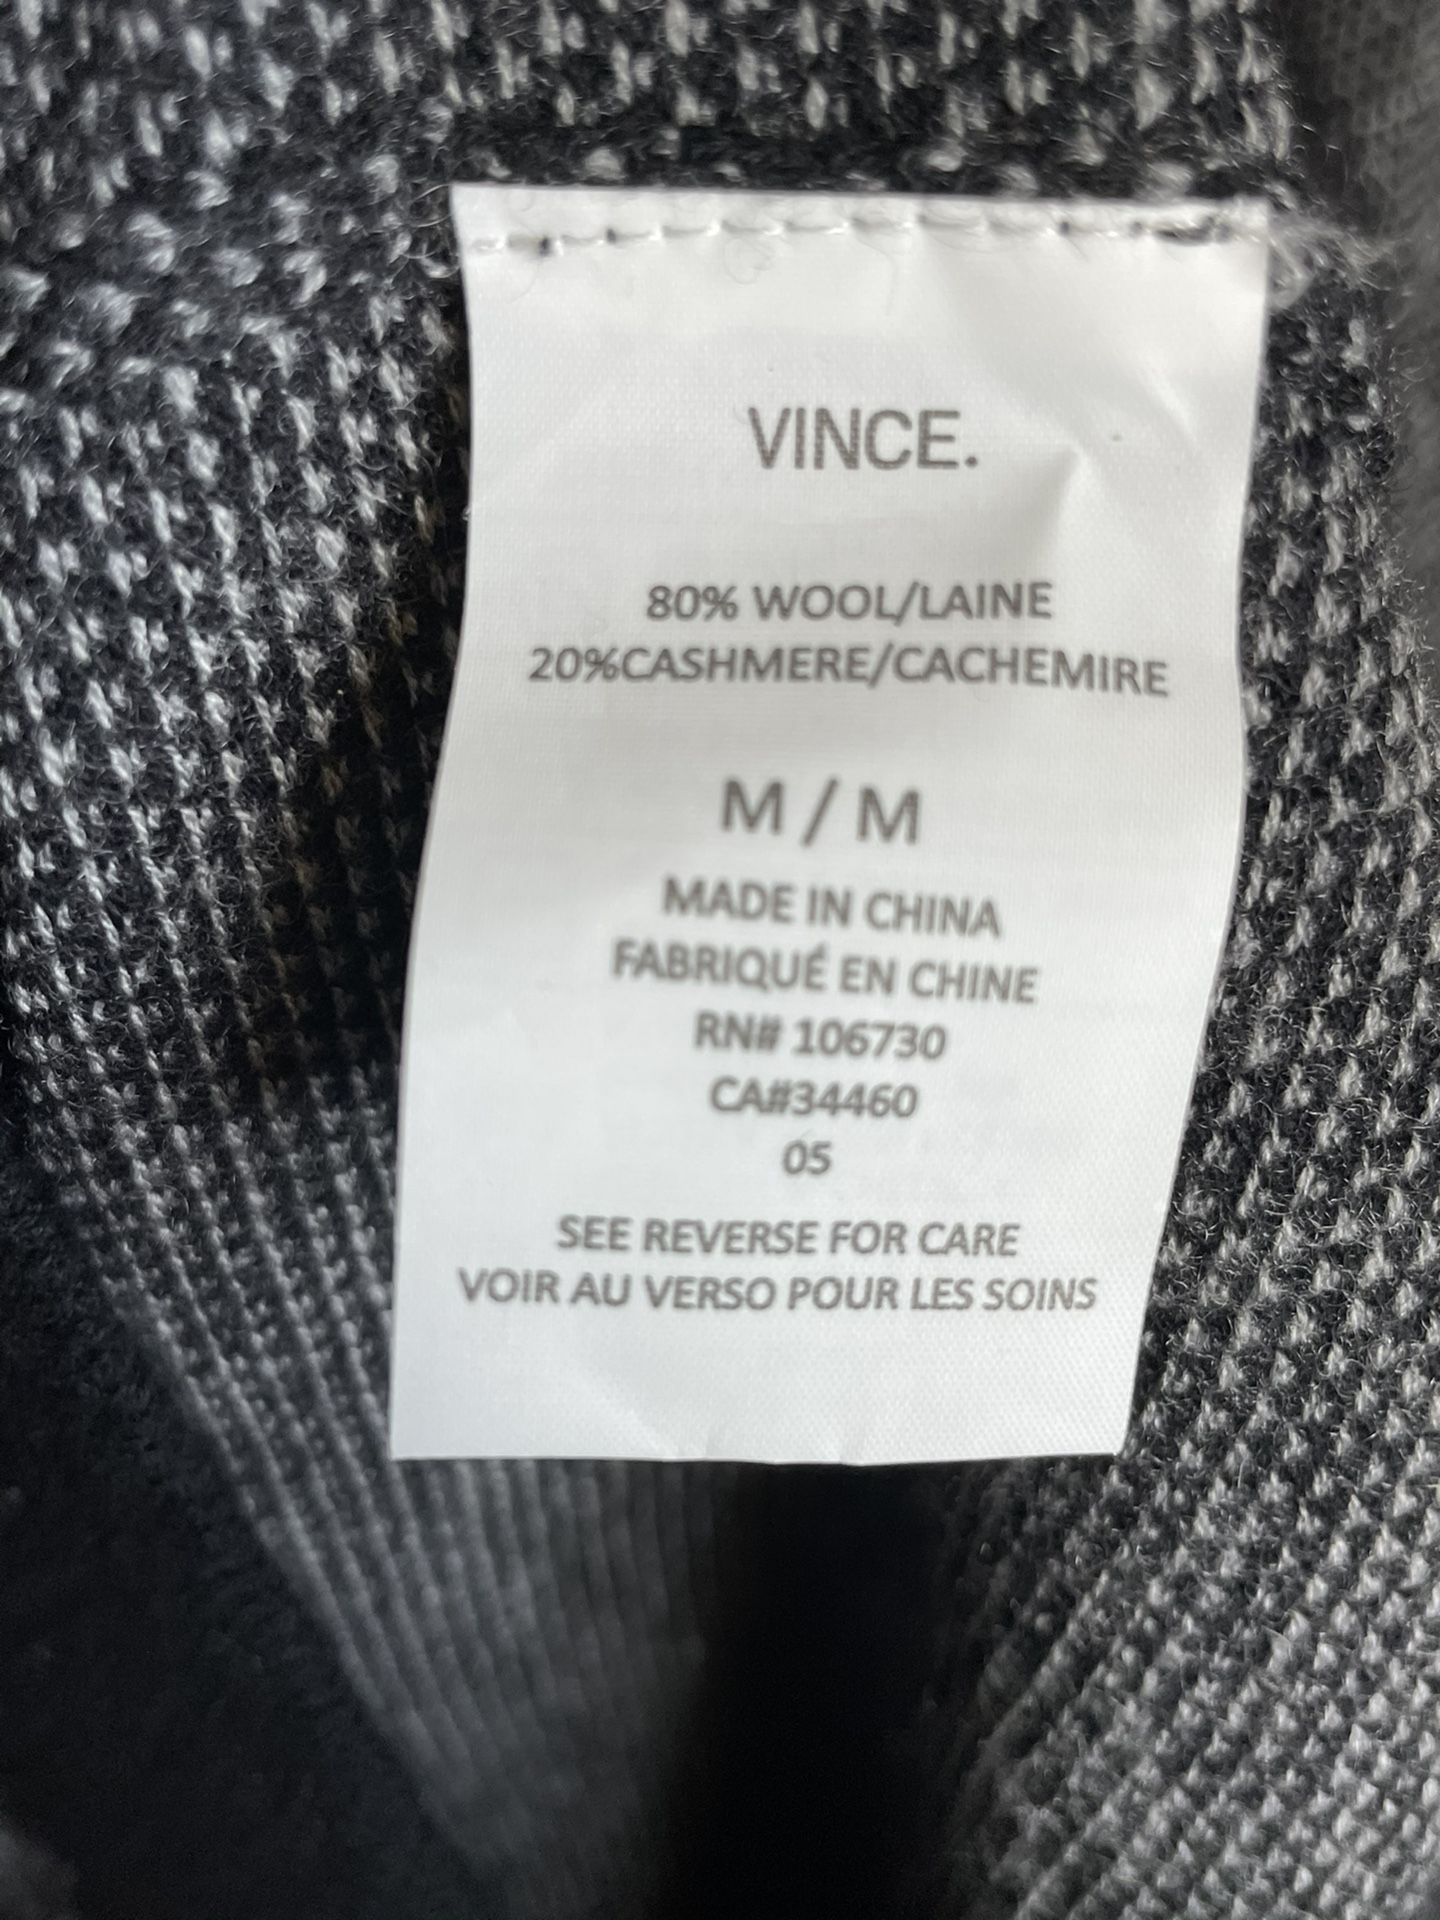 VINCE.
80% WOOL/LAINE
20%CASHMERE/CACHEMIRE
M / M
MADE IN CHINA
FABRIQUÉ EN CHINE
RN# 106730
CA#34460
05
SEE REVERSE FOR CARE
VOIR AU VERSO POUR LES SOINS